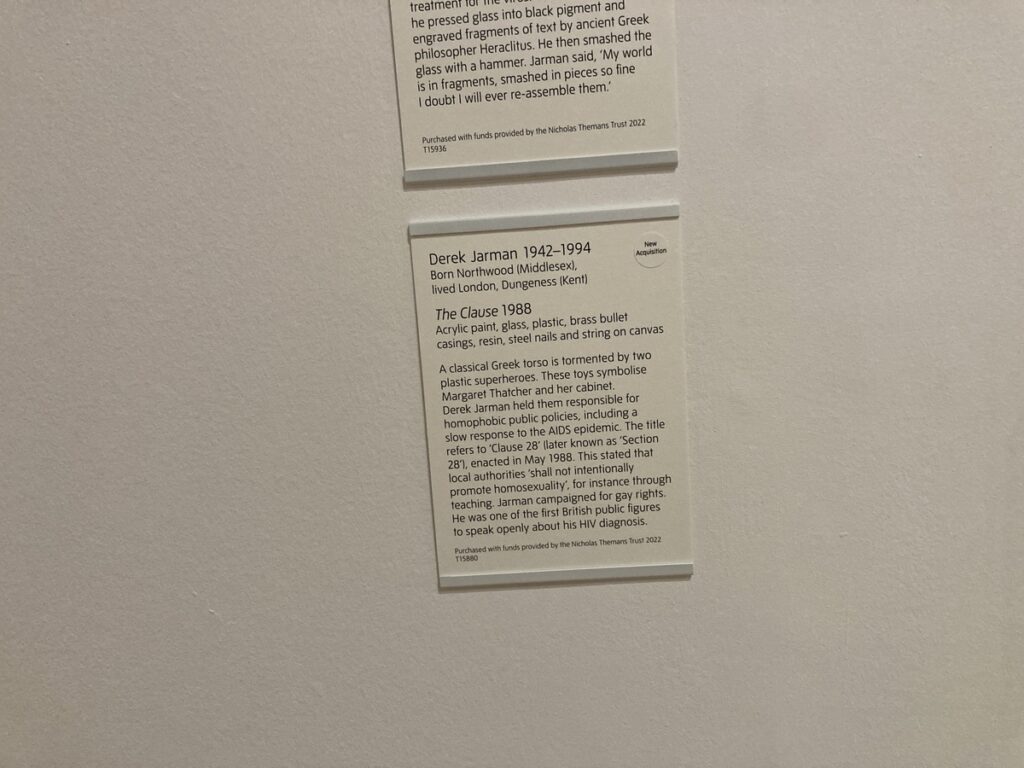 treatment for the virus.
he pressed glass into black pigment and
engraved fragments of text by ancient Greek
philosopher Heraclitus. He then smashed the
glass with a hammer. Jarman said, ‘My world
is in fragments, smashed in pieces so fine
I doubt I will ever re-assemble them.’
Purchased with funds provided by the Nicholas Themans Trust 2022
T15936
Derek Jarman 1942–1994
Born Northwood (Middlesex),
lived London, Dungeness (Kent)
New
Acquisition
The Clause 1988
Acrylic paint, glass, plastic, brass bullet
casings, resin, steel nails and string on canvas
A classical Greek torso is tormented by two
plastic superheroes. These toys symbolise
Margaret Thatcher and her cabinet.
Derek Jarman held them responsible for
homophobic public policies, including a
slow response to the AIDS epidemic. The title
refers to ‘Clause 28’ (later known as ‘Section
28’), enacted in May 1988. This stated that
local authorities ‘shall not intentionally
promote homosexuality’, for instance through
teaching. Jarman campaigned for gay rights.
He was one of the first British public figures
to speak openly about his HIV diagnosis.
Purchased with funds provided by the Nicholas Themans Trust 2022
T15880